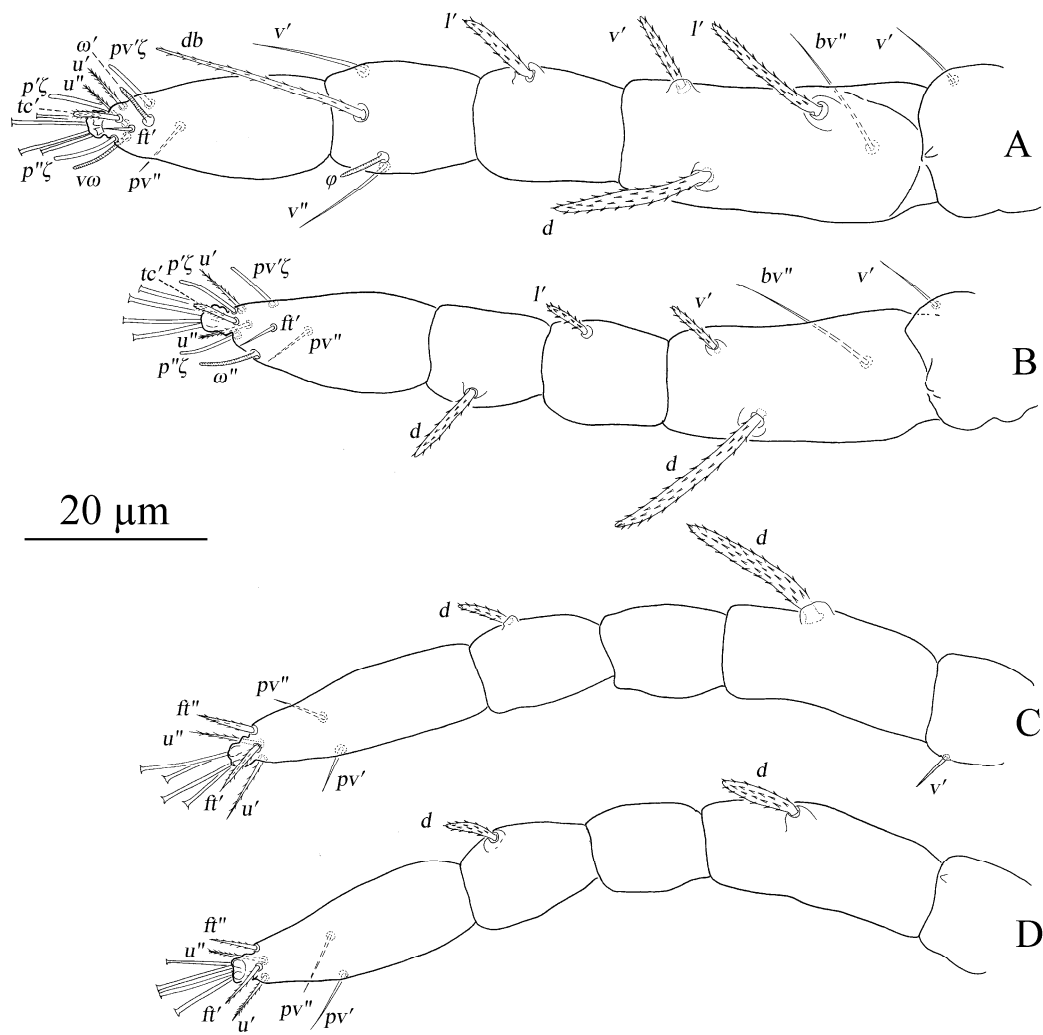 ω′ pv′ζ db v′ l′ v′ l′ bv″ v′
u′
u″
p′ζ
tc′
ft′
A
p″ζ
vω pv″ φ v″ d
tc′ p′ζ u′ pv′ζ l′ v′ bv″ v′
ft′
u″ pv″
p″ζ ω″
B
d d
20 µm
d
d
pv″
ft″
u″
C
ft′ u′ pv′ v′
d
d
ft″
u″
D
ft′ u′ pv″ pv′